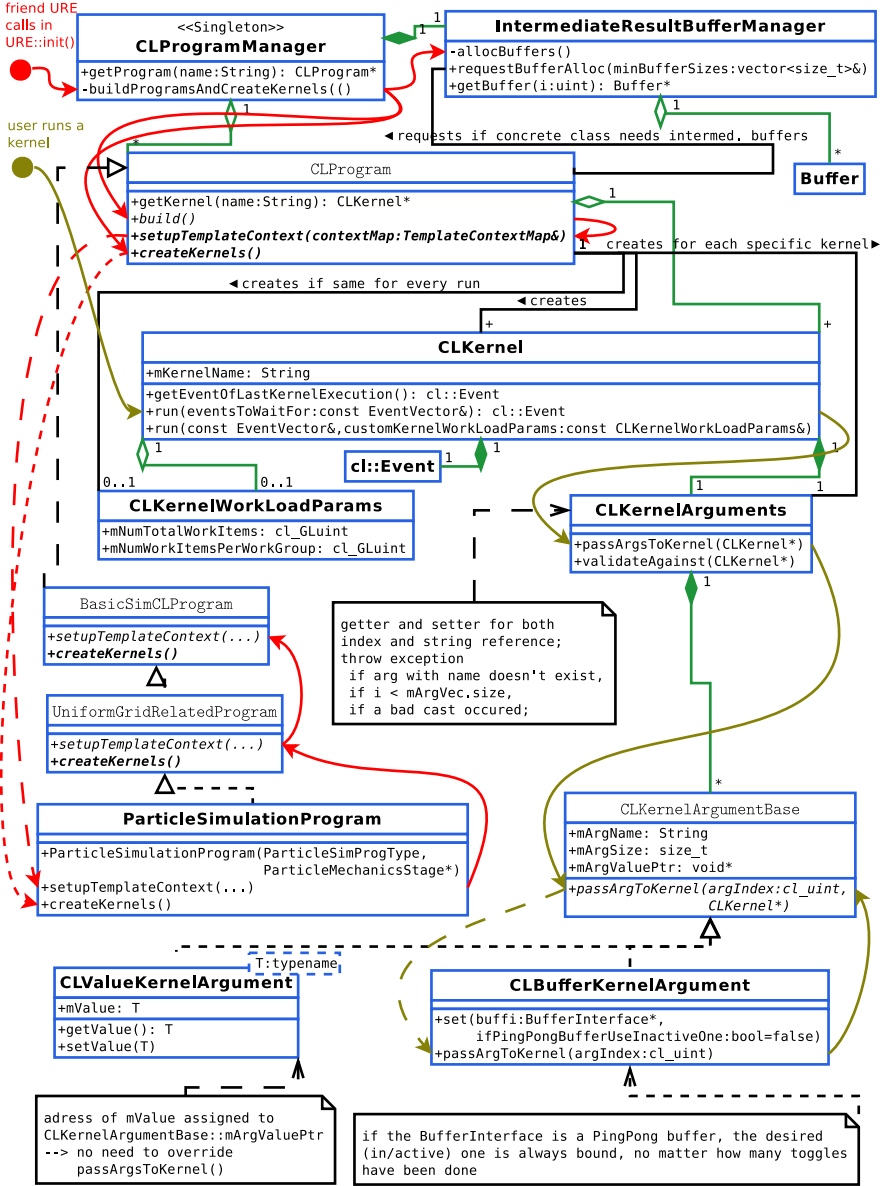 friend URE
calls in
URE::init()
<<Singleton>>
CLProgramManager
+getProgram(name:String): CLProgram*
-buildProgramsAndCreateKernels(()
1
1
IntermediateResultBufferManager
-allocBuffers()
+requestBufferAlloc(minBufferSizes:vector<size_t>&)
+getBuffer(i:uint): Buffer*
1
1
*
Buffer
user runs a
kernel
*
◄requests if concrete class needs intermed. buffers
CLProgram
+getKernel(name:String): CLKernel*
+build()
+setupTemplateContext(contextMap:TemplateContextMap&)
+createKernels()
1
1
creates for each specific kernel►
◄creates if same for every run
◄creates
+
+
CLKernel
+mKernelName: String
+getEventOfLastKernelExecution(): cl::Event
+run(eventsToWaitFor:const EventVector&): cl::Event
+run(const EventVector&,customKernelWorkLoadParams:const CLKernelWorkLoadParams&)
1
1
1
cl::Event
1
0..1
0..1
1
1
CLKernelWorkLoadParams
+mNumTotalWorkItems: cl_GLuint
+mNumWorkItemsPerWorkGroup: cl_GLuint
CLKernelArguments
+passArgsToKernel(CLKernel*)
+validateAgainst(CLKernel*)
1
BasicSimCLProgram
+setupTemplateContext(...)
+createKernels()
getter and setter for both
index and string reference;
throw exception
if arg with name doesn't exist,
if i < mArgVec.size,
if a bad cast occured;
UniformGridRelatedProgram
+setupTemplateContext(...)
+createKernels()
*
ParticleSimulationProgram
+ParticleSimulationProgram(ParticleSimProgType,
ParticleMechanicsStage*)
+setupTemplateContext(...)
+createKernels()
CLKernelArgumentBase
+mArgName: String
+mArgSize: size_t
+mArgValuePtr: void*
+passArgToKernel(argIndex:cl_uint,
CLKernel*)
T:typename
CLValueKernelArgument
+mValue: T
+getValue(): T
+setValue(T)
CLBufferKernelArgument
+set(buffi:BufferInterface*,
ifPingPongBufferUseInactiveOne:bool=false)
+passArgToKernel(argIndex:cl_uint)
adress of mValue assigned to
CLKernelArgumentBase::mArgValuePtr
--> no need to override
passArgsToKernel()
if the BufferInterface is a PingPong buffer, the desired
(in/active) one is always bound, no matter how many toggles
have been done